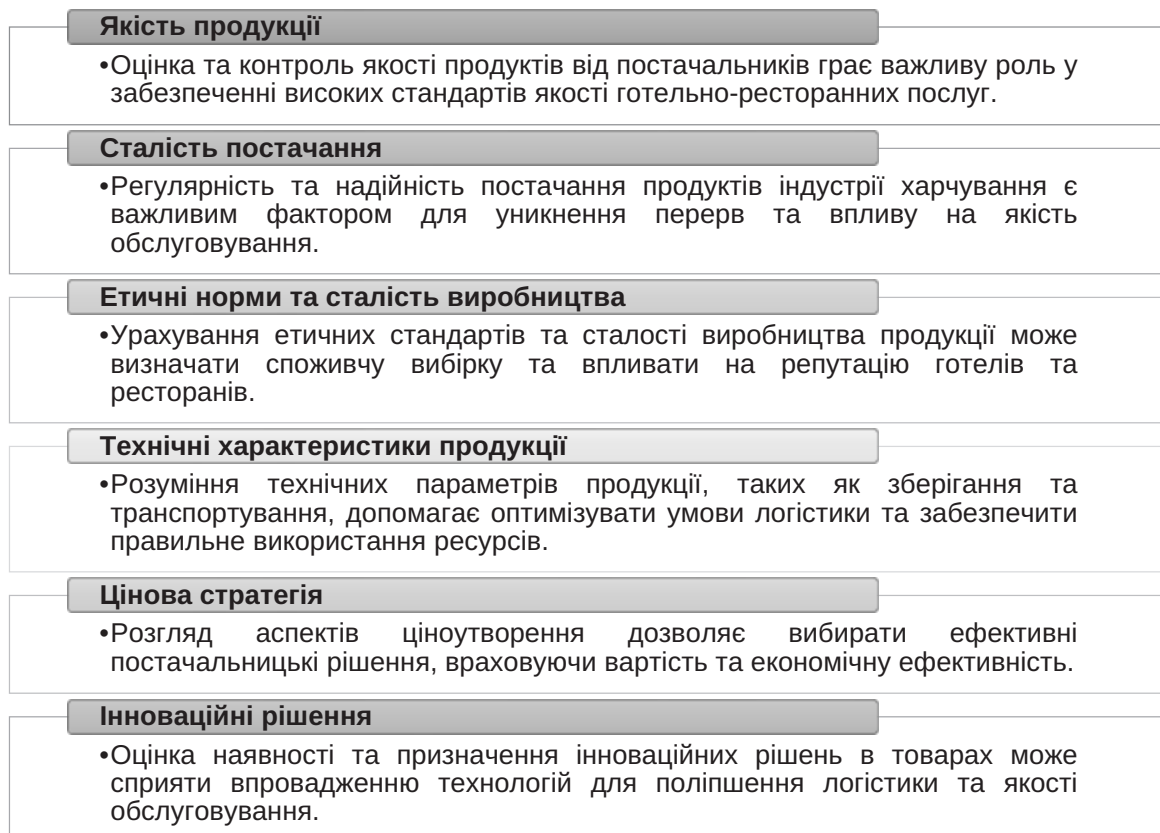 Якість продукції
•Оцінка та контроль якості продуктів від постачальників грає важливу роль у
забезпеченні високих стандартів якості готельно-ресторанних послуг.
Сталість постачання
•Регулярність та надійність постачання продуктів індустрії харчування є
важливим фактором для уникнення перерв та впливу на якість
обслуговування.
Етичні норми та сталість виробництва
•Урахування етичних стандартів та сталості виробництва продукції може
визначати споживчу вибірку та впливати на репутацію готелів та
ресторанів.
Технічні характеристики продукції
•Розуміння технічних параметрів продукції, таких як зберігання та
транспортування, допомагає оптимізувати умови логістики та забезпечити
правильне використання ресурсів.
Цінова стратегія
•Розгляд аспектів ціноутворення дозволяє вибирати ефективні
постачальницькі рішення, враховуючи вартість та економічну ефективність.
Інноваційні рішення
•Оцінка наявності та призначення інноваційних рішень в товарах може
сприяти впровадженню технологій для поліпшення логістики та якості
обслуговування.